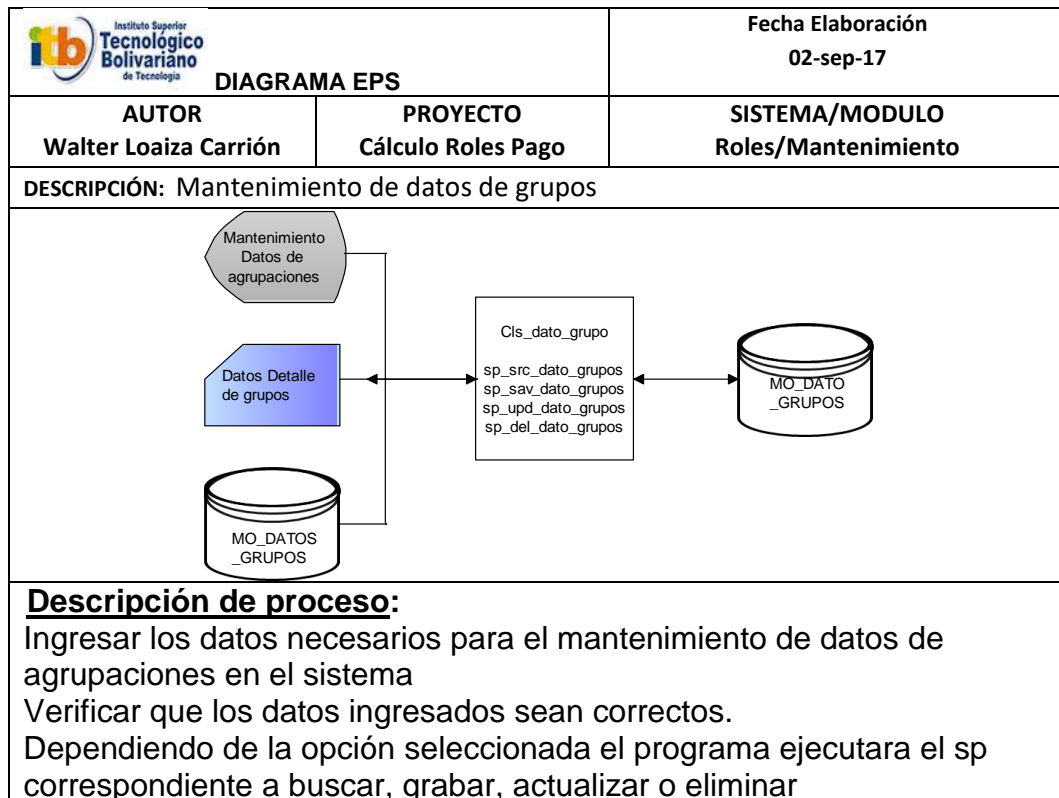 itb
Instituto Superior
Tecnológico
Bolivariano
de Tecnología
DIAGRAMA EPS
Fecha Elaboración
02-sep-17
AUTOR
Walter Loaiza Carrión
PROYECTO
Cálculo Roles Pago
SISTEMA/MODULO
Roles/Mantenimiento
DESCRIPCIÓN: Mantenimiento de datos de grupos
Mantenimiento
Datos de
agrupaciones
Datos Detalle
de grupos
MO_DATOS
_GRUPOS
Cls_dato_grupo
sp_src_dato_grupos
sp_sav_dato_grupos
sp_upd_dato_grupos
sp_del_dato_grupos
MO_DATO
_GRUPOS
Descripción de proceso:
Ingresar los datos necesarios para el mantenimiento de datos de
agrupaciones en el sistema
Verificar que los datos ingresados sean correctos.
Dependiendo de la opción seleccionada el programa ejecutara el sp
correspondiente a buscar, grabar, actualizar o eliminar